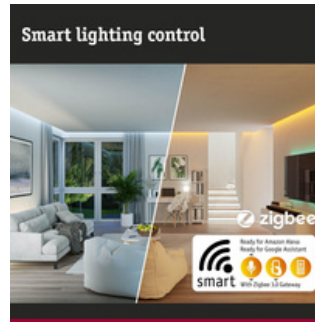 Smart lighting control
zigbee
Ready for Amazon Alexa
Ready for Google Assistant
smart
With Zigbee 3.0 Gateway